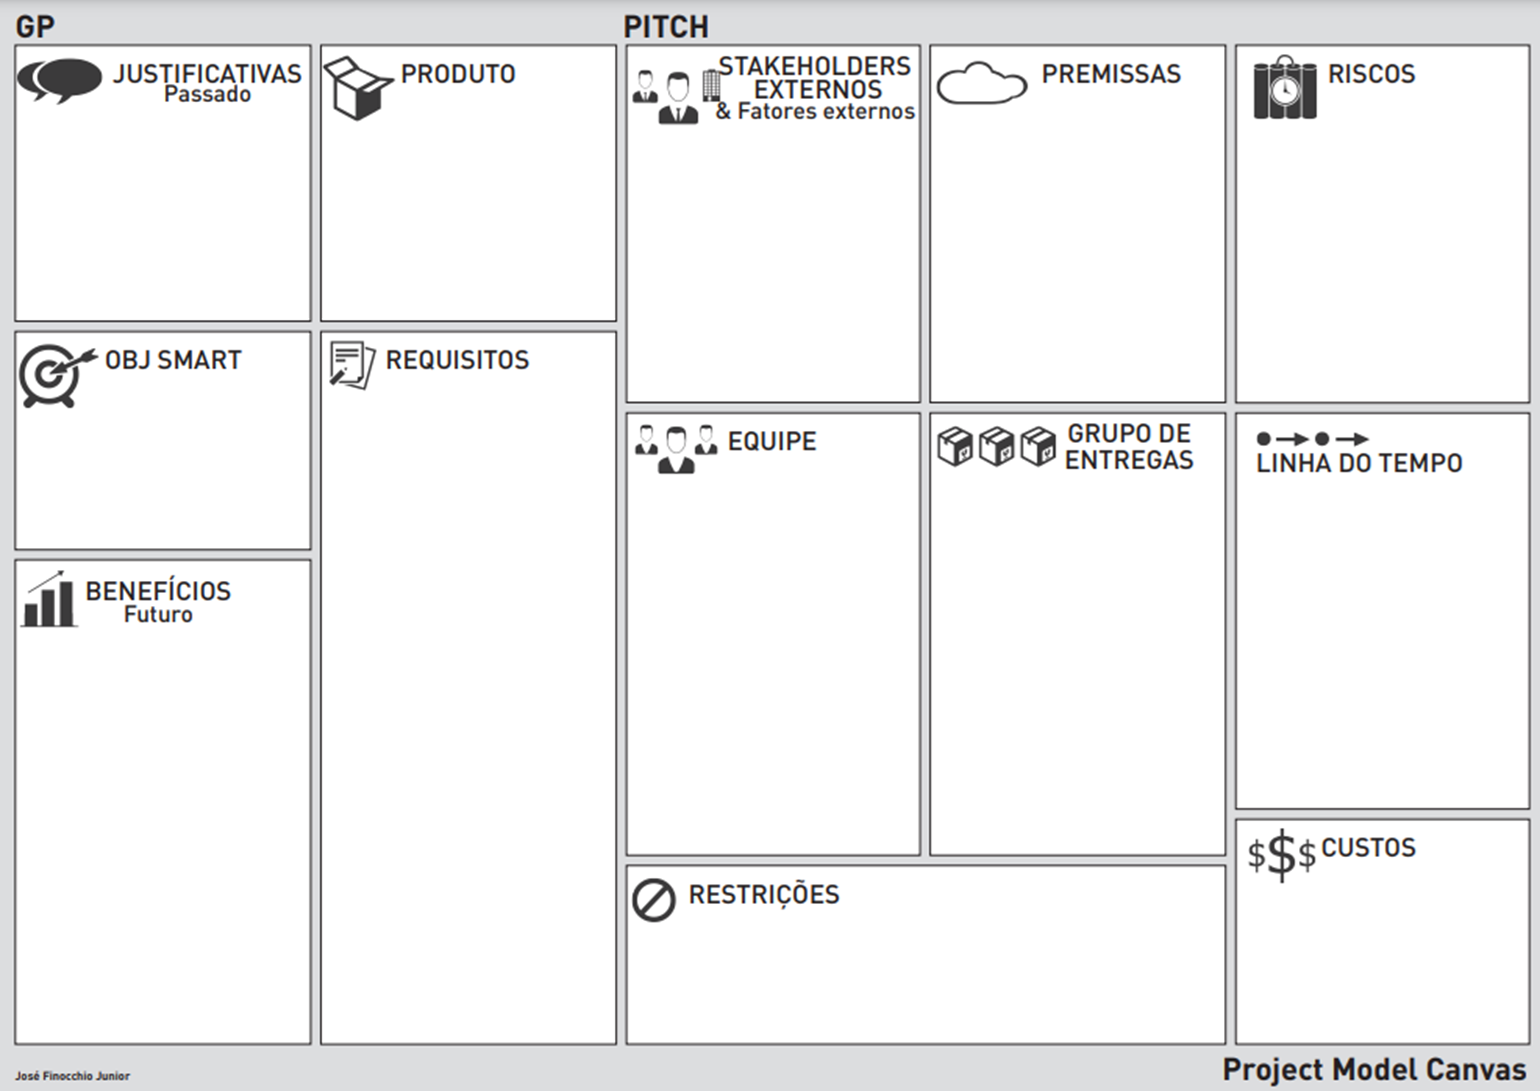 GP
PITCH
JUSTIFICATIVAS
Passado
PRODUTO
STAKEHOLDERS
EXTERNOS
& Fatores externos
PREMISSAS
RISCOS
OBJ SMART
REQUISITOS
EQUIPE
GRUPO DE
ENTREGAS
LINHA DO TEMPO
BENEFÍCIOS
Futuro
RESTRIÇÕES
$$$ CUSTOS
José Finocchio Junior
Project Model Canvas